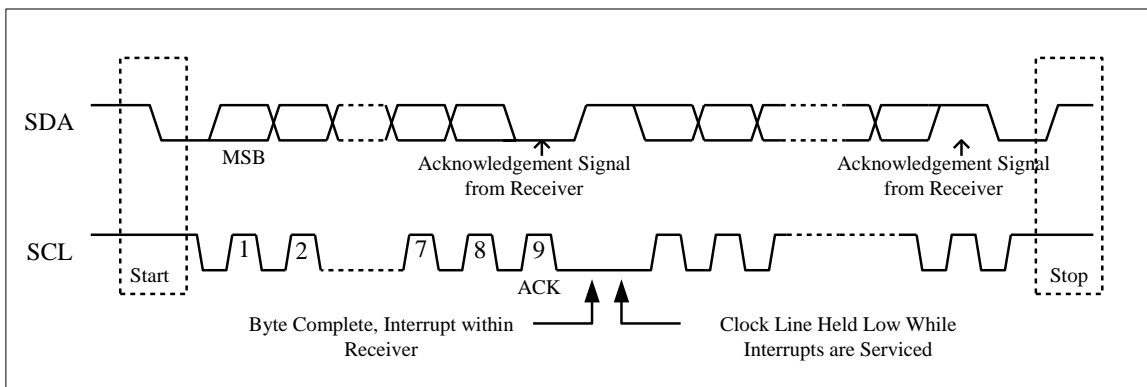 SDA
MSB
Acknowledgement Signal
from Receiver
Acknowledgement Signal
from Receiver
SCL
1
2
7
8
9
Start
ACK
Stop
Byte Complete, Interrupt within
Receiver
Clock Line Held Low While
Interrupts are Serviced